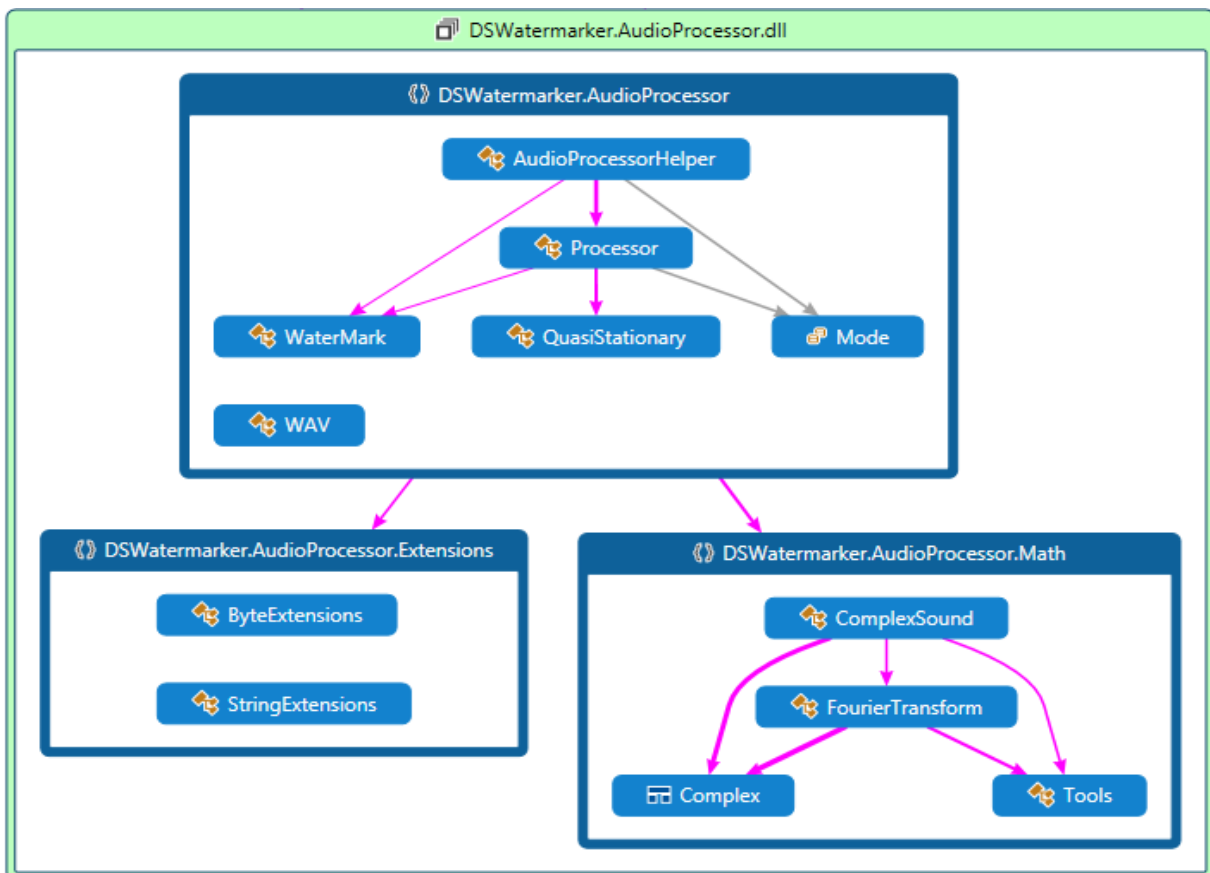 DSWatermarker.AudioProcessor.dll
DSWatermarker.AudioProcessor
AudioProcessorHelper
Processor
WaterMark
QuasiStationary
Mode
WAV
DSWatermarker.AudioProcessor.Extensions
ByteExtensions
StringExtensions
DSWatermarker.AudioProcessor.Math
ComplexSound
FourierTransform
Complex
Tools